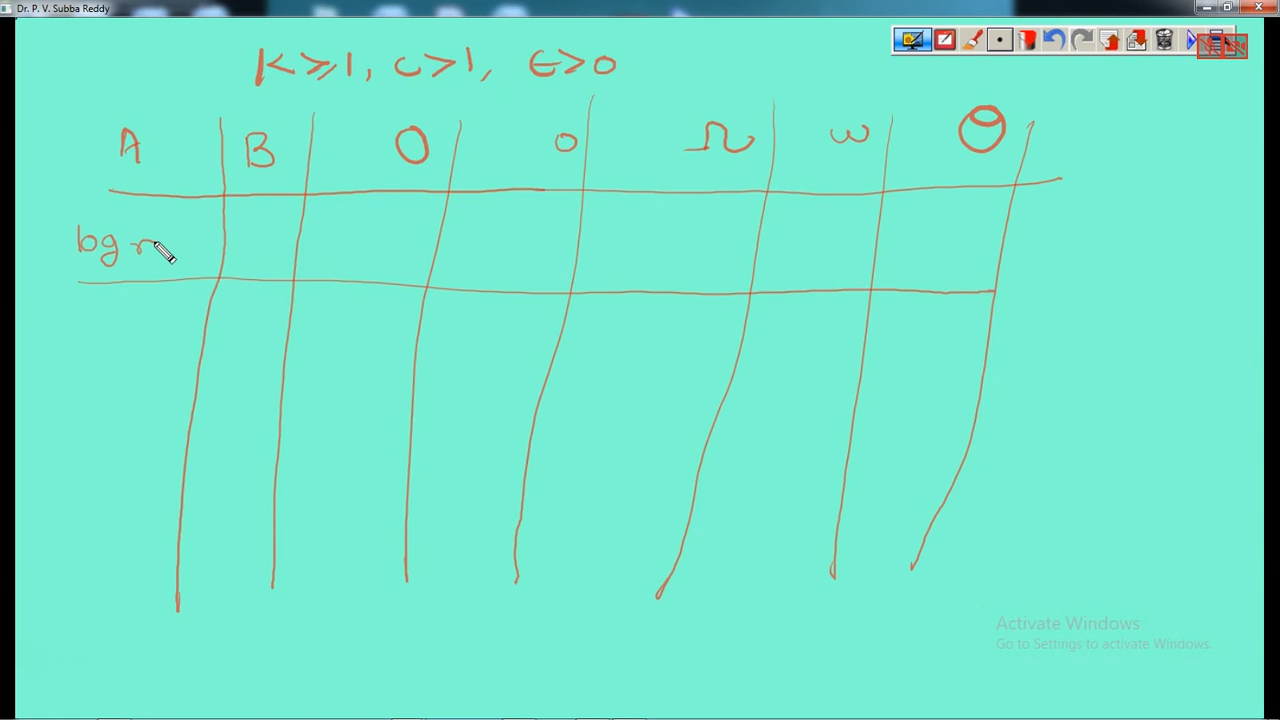 Dr. P. V. Subba Reddy
K ≥ 1, c > 1, ϵ > 0
A B O o Ω ω Θ
log n
Activate Windows
Go to Settings to activate Windows.